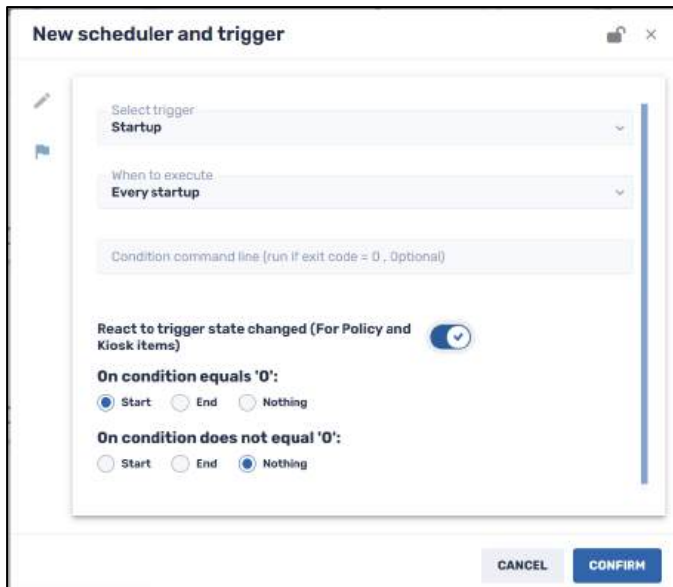 New scheduler and trigger
Select trigger
Startup
When to execute
Every startup
Condition command line (run if exit code = 0 , Optional)
React to trigger state changed (For Policy and
Kiosk items)
On condition equals '0':
Start End Nothing
On condition does not equal '0':
Start End Nothing
CANCEL CONFIRM